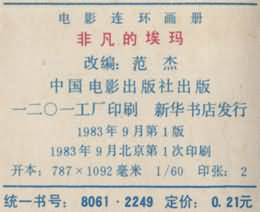 电影连环画册
非凡的埃玛
改编：范杰
中国电影出版社出版
一二〇一工厂印刷 新华书店发行
1983年9月第1版
1983年9月北京第1次印刷
开本：787×1092毫米 1/60 印张：2
统一书号：8061·2249 定价：0.21元